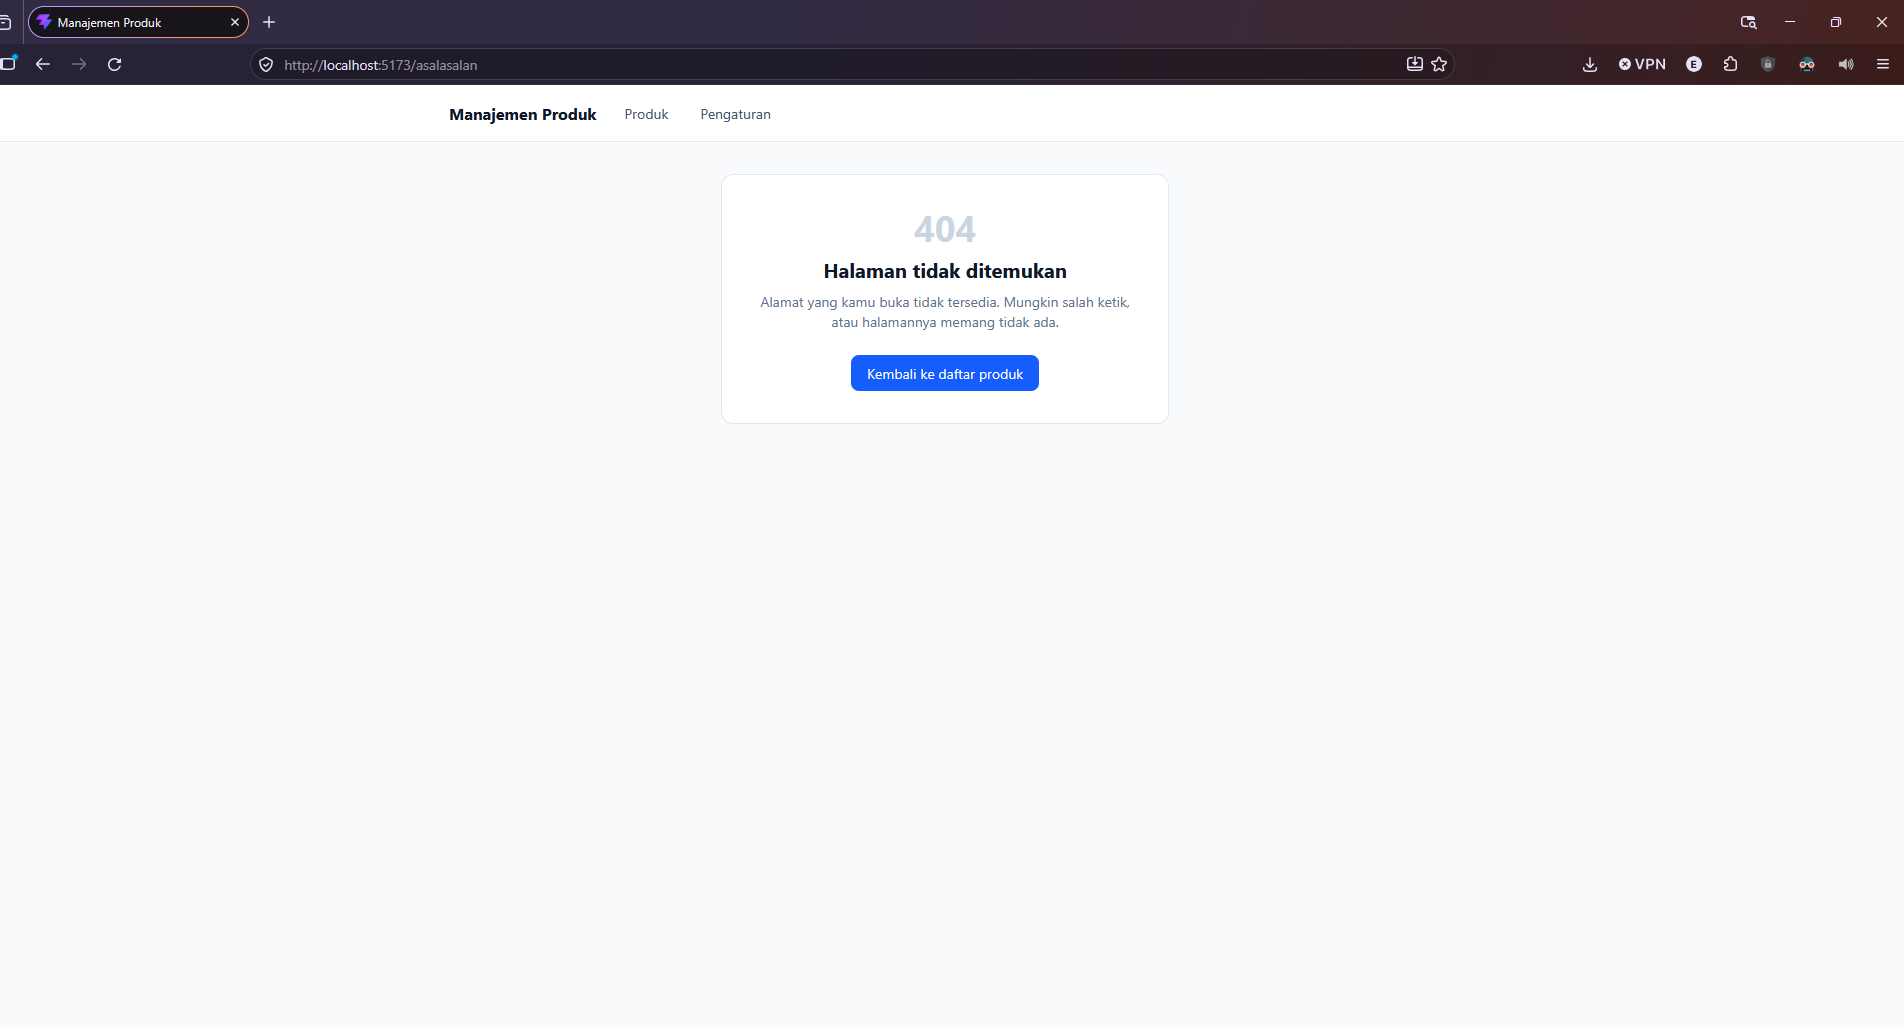 Manajemen Produk
http://localhost:5173/asalasalan
VPN
E
Manajemen Produk
Produk
Pengaturan
404
Halaman tidak ditemukan
Alamat yang kamu buka tidak tersedia. Mungkin salah ketik,
atau halamannya memang tidak ada.
Kembali ke daftar produk